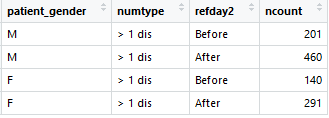 patient_gender numtype refday2 ncount
M > 1 dis Before 201
M > 1 dis After 460
F > 1 dis Before 140
F > 1 dis After 291